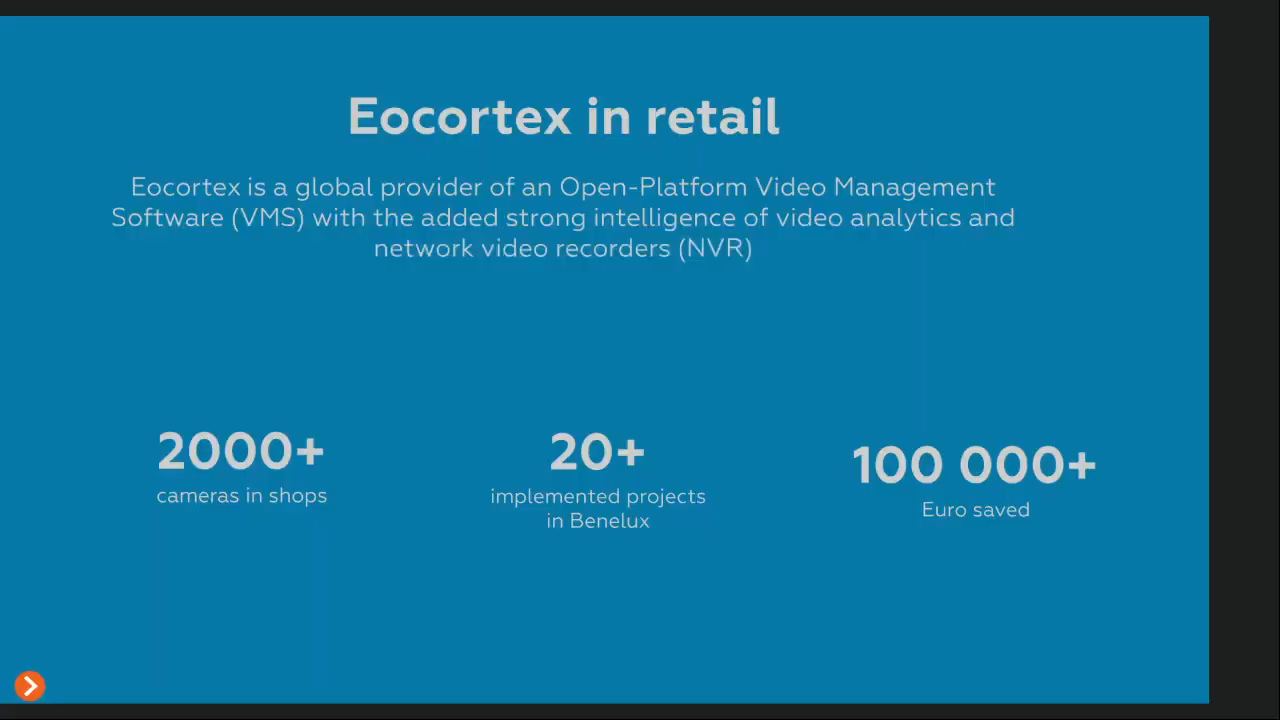 Eocortex in retail
Eocortex is a global provider of an Open-Platform Video Management
Software (VMS) with the added strong intelligence of video analytics and
network video recorders (NVR)
2000+
cameras in shops
20+
implemented projects
in Benelux
100 000+
Euro saved